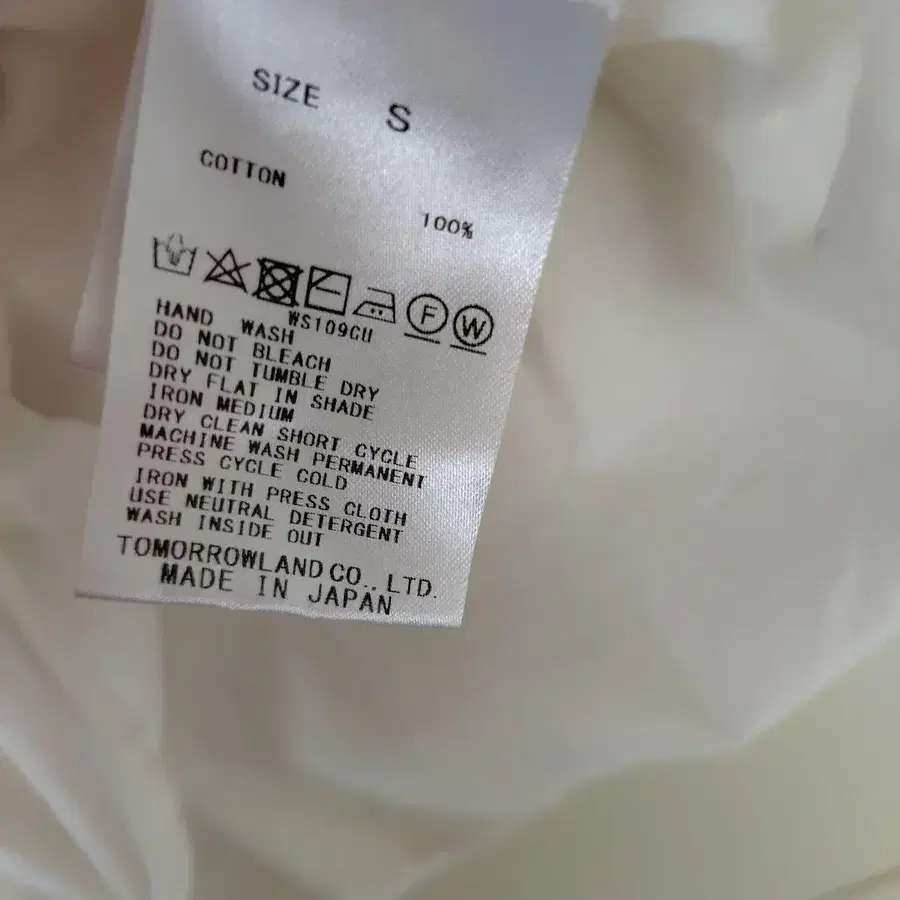 SIZE S
COTTON
100%
F W
WS109CU
HAND WASH
DO NOT BLEACH
DO NOT TUMBLE DRY
DRY FLAT IN SHADE
IRON MEDIUM
DRY CLEAN SHORT CYCLE
MACHINE WASH PERMANENT
PRESS CYCLE COLD
IRON WITH PRESS CLOTH
USE NEUTRAL DETERGENT
WASH INSIDE OUT
TOMORROWLAND CO., LTD.
MADE IN JAPAN